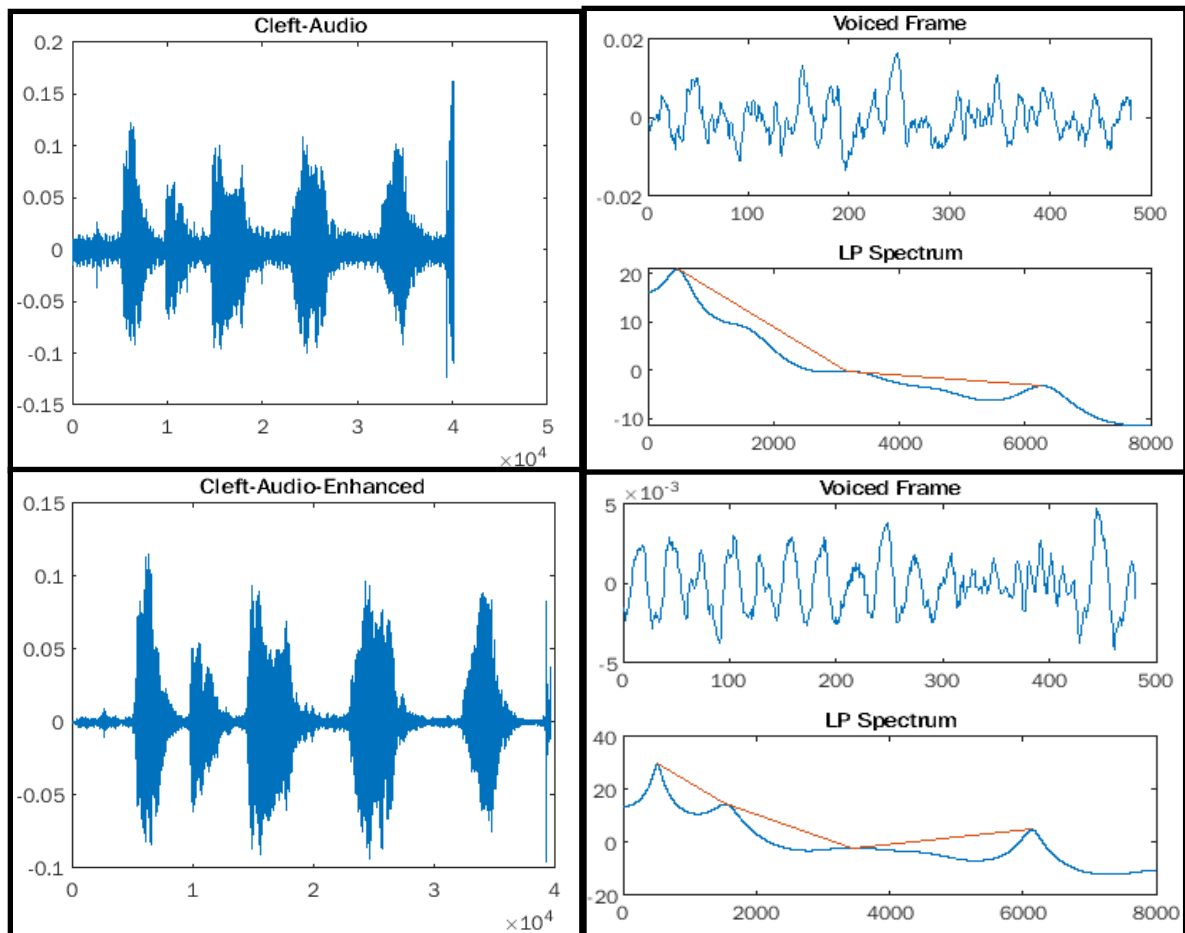 Cleft-Audio
0.2
0.15
0.1
0.05
0
-0.05
-0.1
-0.15
0 1 2 3 4 5
×10^4
Voiced Frame
0.02
0
-0.02
0 100 200 300 400 500
LP Spectrum
20
10
0
-10
0 2000 4000 6000 8000
Cleft-Audio-Enhanced
0.15
0.1
0.05
0
-0.05
-0.1
0 1 2 3 4
×10^4
Voiced Frame
×10^-3
5
0
-5
0 100 200 300 400 500
LP Spectrum
40
20
0
-20
0 2000 4000 6000 8000